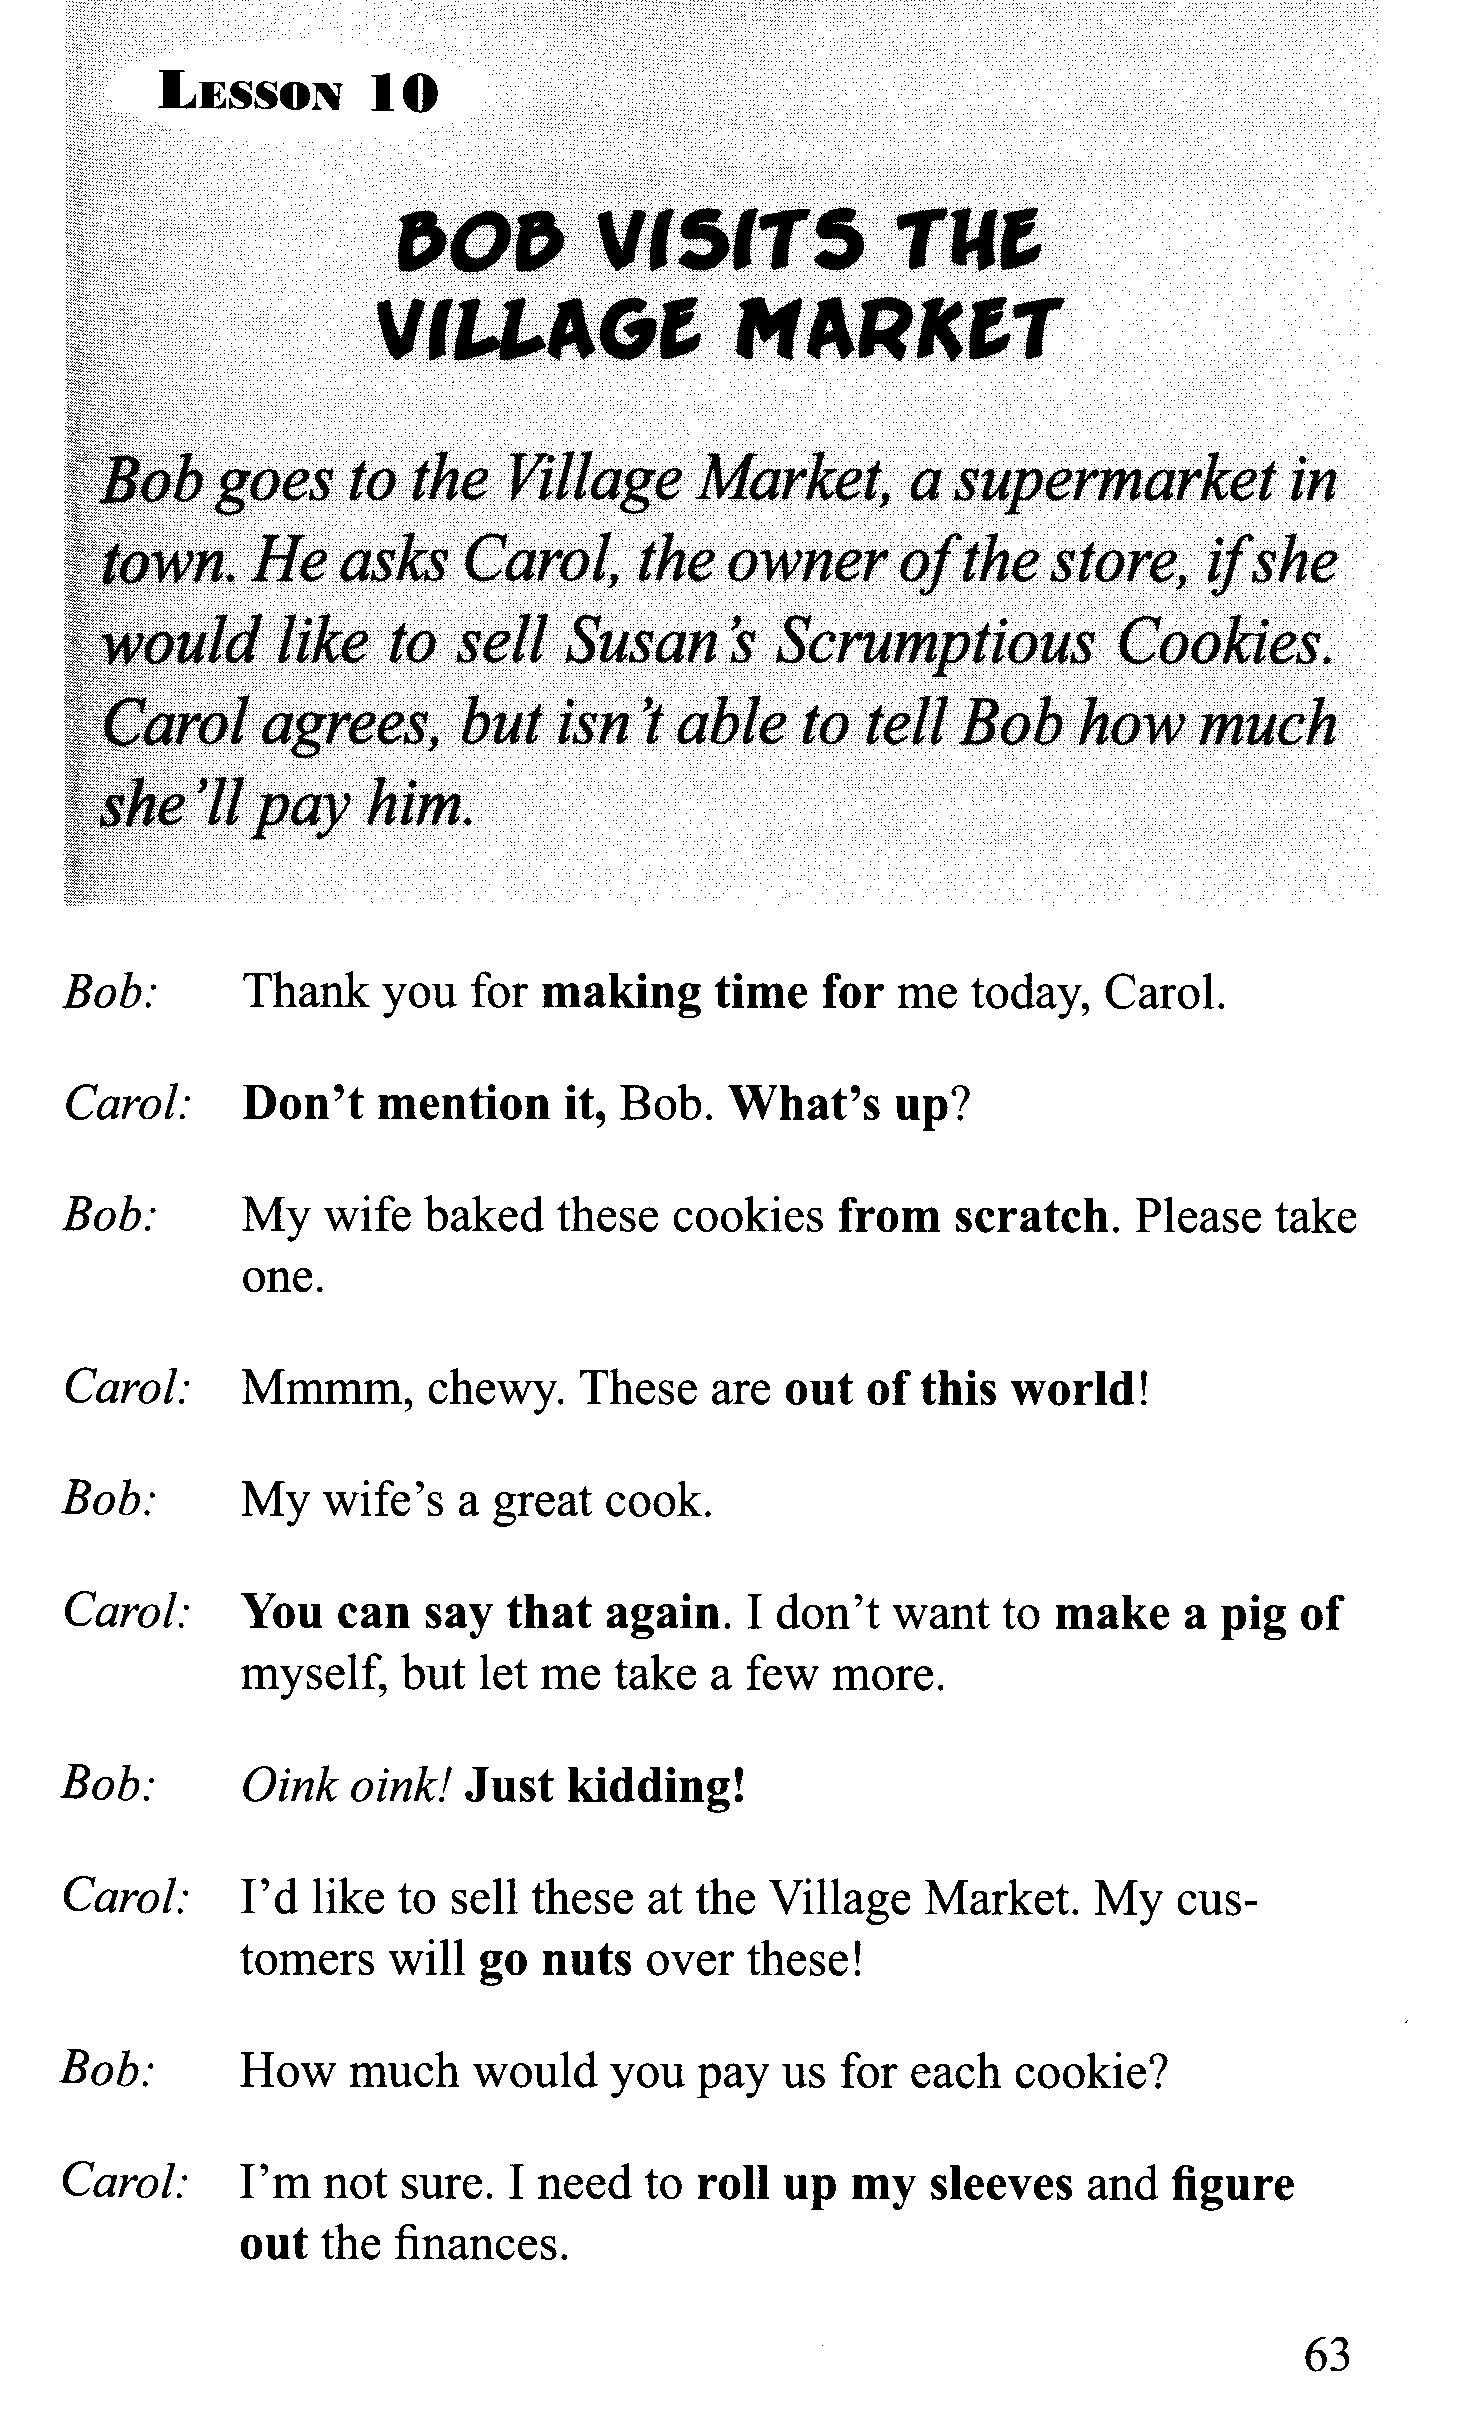 LESSON 10
BOB VISITS THE
VILLAGE MARKET
Bob goes to the Village Market, a supermarket in
town. He asks Carol, the owner of the store, if she
would like to sell Susan's Scrumptious Cookies.
Carol agrees, but isn't able to tell Bob how much
she'll pay him.
Bob: Thank you for making time for me today, Carol.
Carol: Don't mention it, Bob. What's up?
Bob: My wife baked these cookies from scratch. Please take
one.
Carol: Mmmm, chewy. These are out of this world!
Bob: My wife's a great cook.
Carol: You can say that again. I don't want to make a pig of
myself, but let me take a few more.
Bob: Oink oink! Just kidding!
Carol: I'd like to sell these at the Village Market. My cus-
tomers will go nuts over these!
Bob: How much would you pay us for each cookie?
Carol: I'm not sure. I need to roll up my sleeves and figure
out the finances.
63